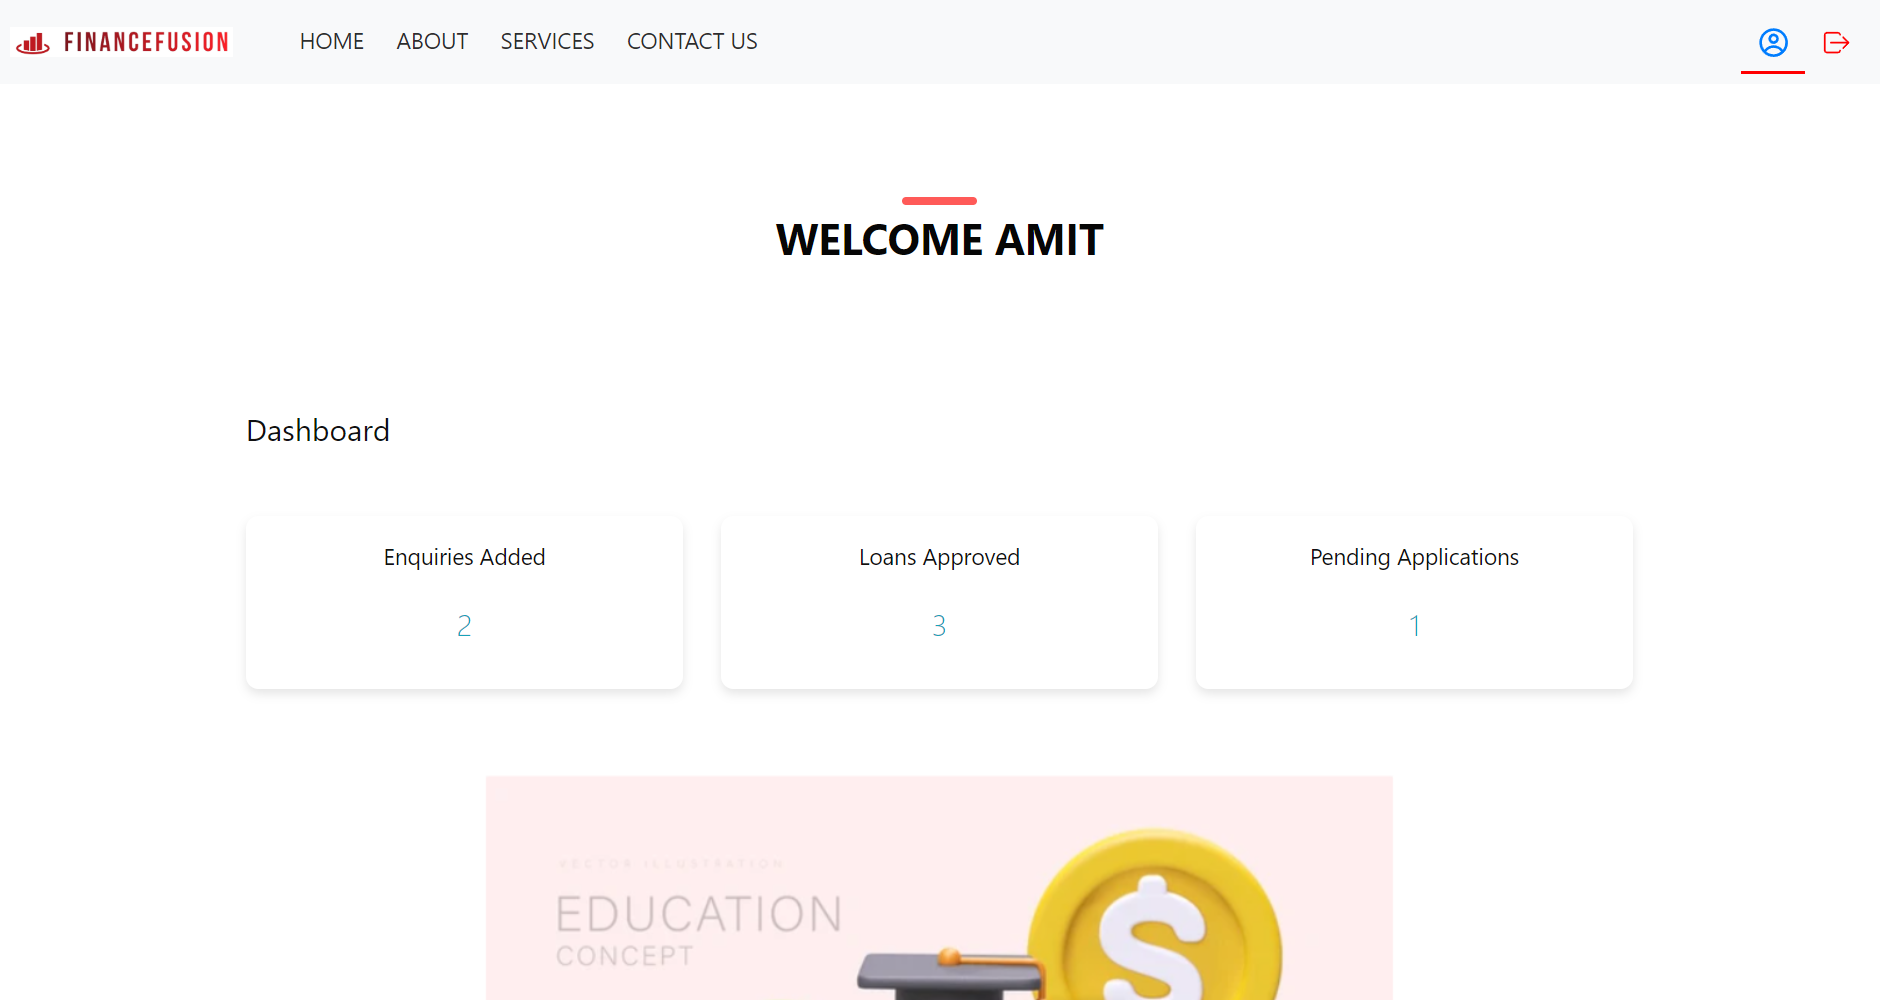 FINANCEFUSION HOME ABOUT SERVICES CONTACT US
WELCOME AMIT
Dashboard
Enquiries Added Loans Approved Pending Applications
2 3 1
VECTOR ILLUSTRATION
EDUCATION
CONCEPT
$